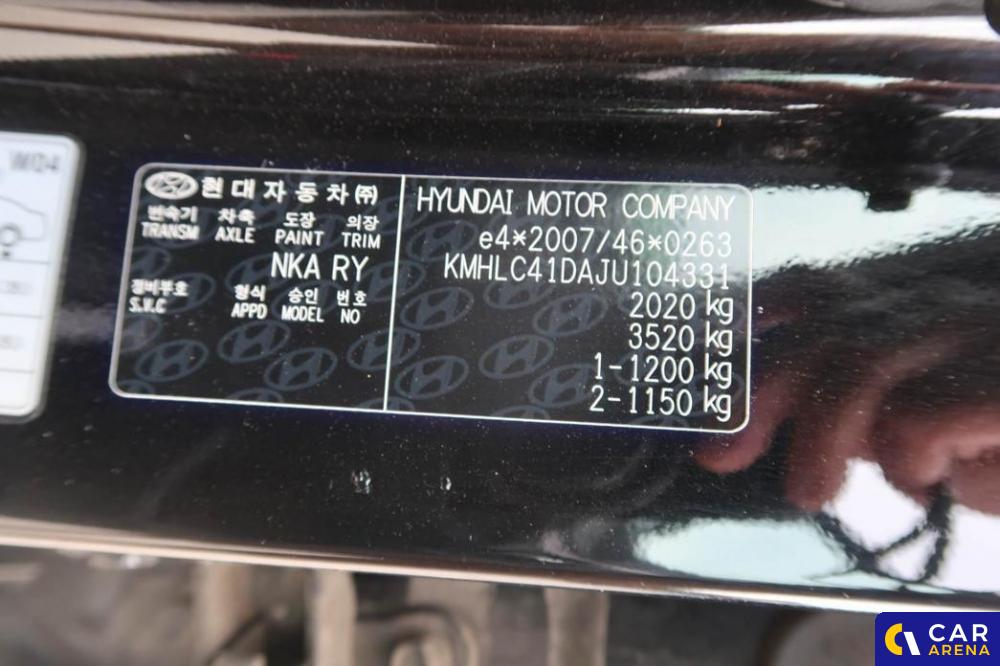 W04
현대자동차㈜
변속기 차축 도장 의장
TRANSM AXLE PAINT TRIM
NKA RY
정비부호 형식 승인 번호
S.V.C APPD MODEL NO
HYUNDAI MOTOR COMPANY
e4*2007/46*0263
KMHLC41DAJU104331
2020 kg
3520 kg
1-1200 kg
2-1150 kg
CAR
ARENA